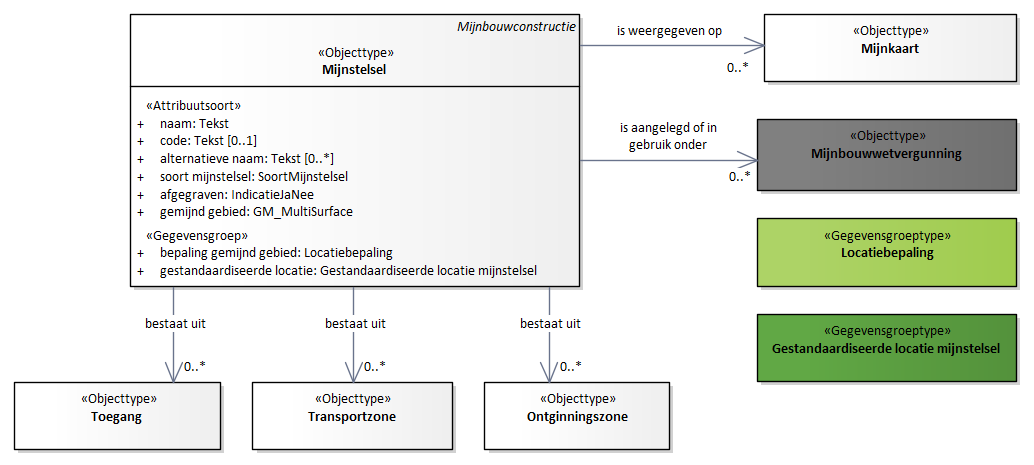 Mijnbouwconstructie
«Objecttype»
Mijnstelsel
«Attribuutsoort»
+ naam: Tekst
+ code: Tekst [0..1]
+ alternatieve naam: Tekst [0..*]
+ soort mijnstelsel: SoortMijnstelsel
+ afgegraven: IndicatieJaNee
+ gemijnd gebied: GM_MultiSurface
«Gegevensgroep»
+ bepaling gemijnd gebied: Locatiebepaling
+ gestandaardiseerde locatie: Gestandaardiseerde locatie mijnstelsel
is weergegeven op
0..*
«Objecttype»
Mijnkaart
is aangelegd of in
gebruik onder
0..*
«Objecttype»
Mijnbouwwetvergunning
«Gegevensgroeptype»
Locatiebepaling
«Gegevensgroeptype»
Gestandaardiseerde locatie mijnstelsel
bestaat uit
0..*
«Objecttype»
Toegang
bestaat uit
0..*
«Objecttype»
Transportzone
bestaat uit
0..*
«Objecttype»
Ontginningszone